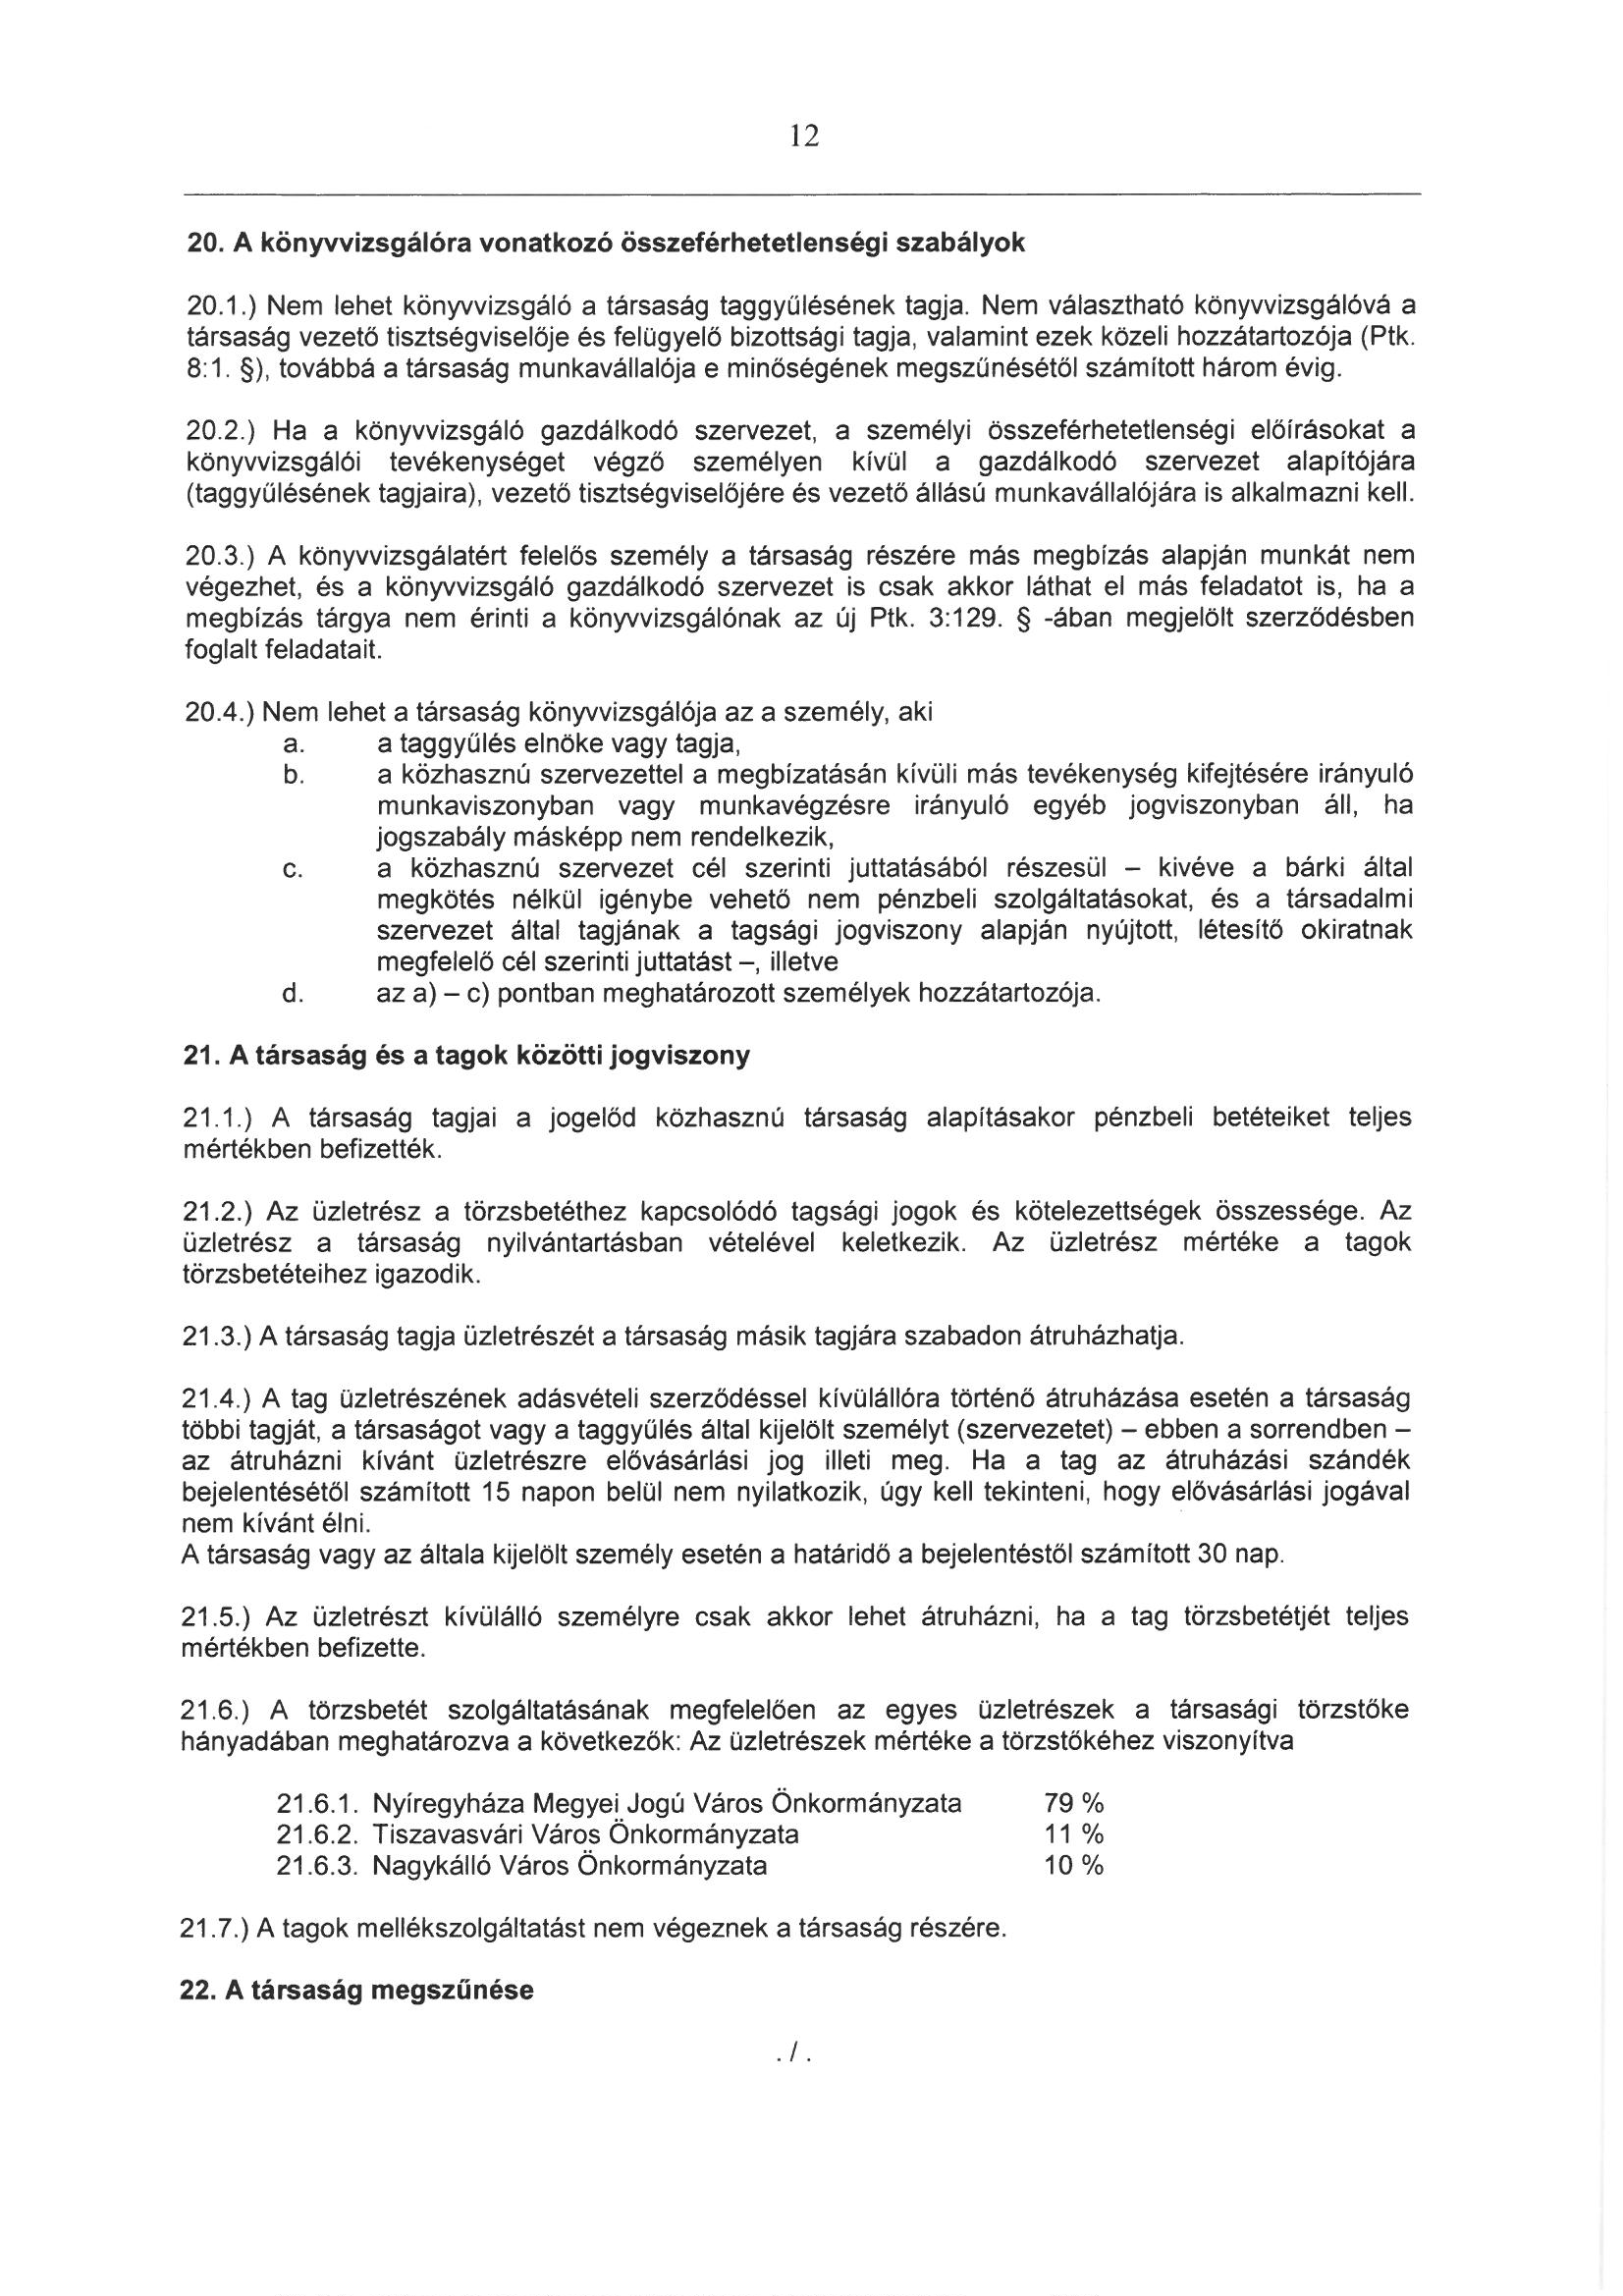 12
20. A könyvvizsgálóra vonatkozó összeférhetetlenségi szabályok
20.1.) Nem lehet könyvvizsgáló a társaság taggyűlésének tagja. Nem választható könyvvizsgálóvá a
társaság vezető tisztségviselője és felügyelő bizottsági tagja, valamint ezek közeli hozzátartozója (Ptk.
8:1. §), továbbá a társaság munkavállalója e minőségének megszűnésétől számított három évig.
20.2.) Ha a könyvvizsgáló gazdálkodó szervezet, a személyi összeférhetetlenségi előírásokat a
könyvvizsgálói tevékenységet végző személyen kívül a gazdálkodó szervezet alapítójára
(taggyűlésének tagjaira), vezető tisztségviselőjére és vezető állású munkavállalójára is alkalmazni kell.
20.3.) A könyvvizsgálatért felelős személy a társaság részére más megbízás alapján munkát nem
végezhet, és a könyvvizsgáló gazdálkodó szervezet is csak akkor láthat el más feladatot is, ha a
megbízás tárgya nem érinti a könyvvizsgálónak az új Ptk. 3:129. § -ában megjelölt szerződésben
foglalt feladatait.
20.4.) Nem lehet a társaság könyvvizsgálója az a személy, aki
a. a taggyűlés elnöke vagy tagja,
b. a közhasznú szervezettel a megbízatásán kívüli más tevékenység kifejtésére irányuló
munkaviszonyban vagy munkavégzésre irányuló egyéb jogviszonyban áll, ha
jogszabály másképp nem rendelkezik,
c. a közhasznú szervezet cél szerinti juttatásából részesül – kivéve a bárki által
megkötés nélkül igénybe vehető nem pénzbeli szolgáltatásokat, és a társadalmi
szervezet által tagjának a tagsági jogviszony alapján nyújtott, létesítő okiratnak
megfelelő cél szerinti juttatást –, illetve
d. az a) – c) pontban meghatározott személyek hozzátartozója.
21. A társaság és a tagok közötti jogviszony
21.1.) A társaság tagjai a jogelőd közhasznú társaság alapításakor pénzbeli betéteiket teljes
mértékben befizették.
21.2.) Az üzletrész a törzsbetéthez kapcsolódó tagsági jogok és kötelezettségek összessége. Az
üzletrész a társaság nyilvántartásban vételével keletkezik. Az üzletrész mértéke a tagok
törzsbetéteihez igazodik.
21.3.) A társaság tagja üzletrészét a társaság másik tagjára szabadon átruházhatja.
21.4.) A tag üzletrészének adásvételi szerződéssel kívülállóra történő átruházása esetén a társaság
többi tagját, a társaságot vagy a taggyűlés által kijelölt személyt (szervezetet) – ebben a sorrendben –
az átruházni kívánt üzletrészre elővásárlási jog illeti meg. Ha a tag az átruházási szándék
bejelentésétől számított 15 napon belül nem nyilatkozik, úgy kell tekinteni, hogy elővásárlási jogával
nem kívánt élni.
A társaság vagy az általa kijelölt személy esetén a határidő a bejelentéstől számított 30 nap.
21.5.) Az üzletrészt kívülálló személyre csak akkor lehet átruházni, ha a tag törzsbetétjét teljes
mértékben befizette.
21.6.) A törzsbetét szolgáltatásának megfelelően az egyes üzletrészek a társasági törzstőke
hányadában meghatározva a következők: Az üzletrészek mértéke a törzstőkéhez viszonyítva
21.6.1. Nyíregyháza Megyei Jogú Város Önkormányzata 79 %
21.6.2. Tiszavasvári Város Önkormányzata 11 %
21.6.3. Nagykálló Város Önkormányzata 10 %
21.7.) A tagok mellékszolgáltatást nem végeznek a társaság részére.
22. A társaság megszűnése
. / .